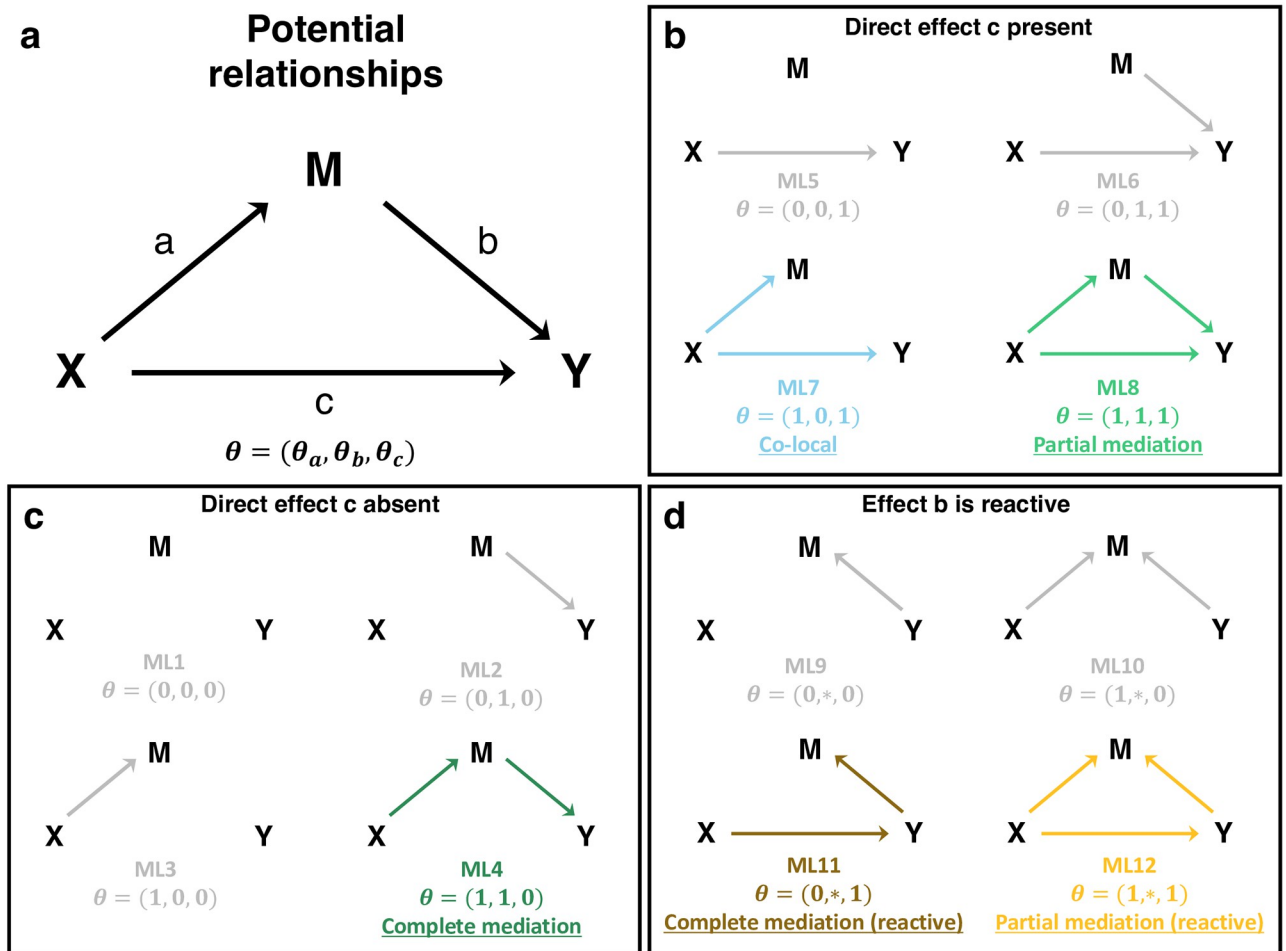 a
Potential
relationships
M
a
b
X
Y
c
θ = (θa, θb, θc)
b
Direct effect c present
M
X Y
ML5
θ = (0, 0, 1)
M
X Y
ML6
θ = (0, 1, 1)
M
X Y
ML7
θ = (1, 0, 1)
Co-local
M
X Y
ML8
θ = (1, 1, 1)
Partial mediation
c
Direct effect c absent
M
X Y
ML1
θ = (0, 0, 0)
M
X Y
ML2
θ = (0, 1, 0)
M
X Y
ML3
θ = (1, 0, 0)
M
X Y
ML4
θ = (1, 1, 0)
Complete mediation
d
Effect b is reactive
M
X Y
ML9
θ = (0,*, 0)
M
X Y
ML10
θ = (1,*, 0)
M
X Y
ML11
θ = (0,*, 1)
Complete mediation (reactive)
M
X Y
ML12
θ = (1,*, 1)
Partial mediation (reactive)